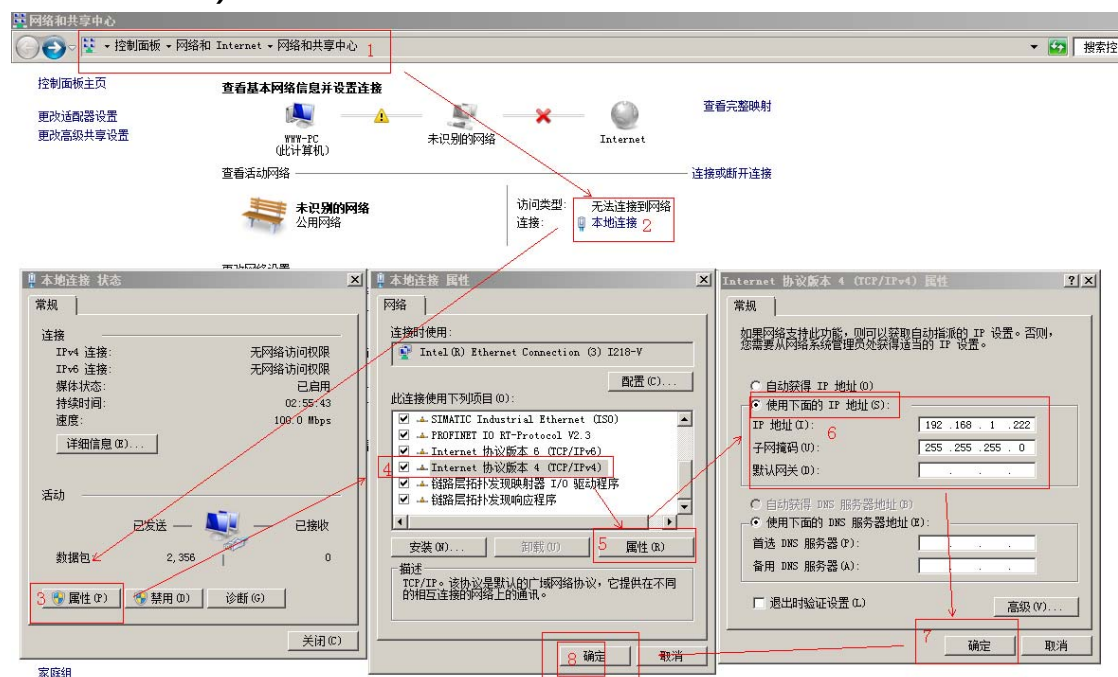 网络和共享中心
控制面板 网络和 Internet 网络和共享中心 1
搜索控
控制面板主页
更改适配器设置
更改高级共享设置
查看基本网络信息并设置连接
查看完整映射
WWW-PC
(此计算机)
未识别的网络
Internet
查看活动网络
连接或断开连接
未识别的网络
公用网络
访问类型: 无法连接到网络
连接: 本地连接 2
更改网络设置
本地连接 状态
常规
连接
IPv4 连接: 无网络访问权限
IPv6 连接: 无网络访问权限
媒体状态: 已启用
持续时间: 02:55:43
速度: 100.0 Mbps
详细信息(E)...
活动
已发送 — — 已接收
数据包: 2,356 0
3 属性(P) 禁用(D) 诊断(G)
关闭(C)
家庭组
本地连接 属性
网络
连接时使用:
Intel(R) Ethernet Connection (3) I218-V
配置(C)...
此连接使用下列项目(O):
SIMATIC Industrial Ethernet (ISO)
PROFINET IO RT-Protocol V2.3
Internet 协议版本 6 (TCP/IPv6)
4 Internet 协议版本 4 (TCP/IPv4)
链路层拓扑发现映射器 I/O 驱动程序
链路层拓扑发现响应程序
安装(N)... 卸载(U) 5 属性(R)
描述
TCP/IP。该协议是默认的广域网络协议，它提供在不同
的相互连接的网络上的通讯。
8 确定 取消
Internet 协议版本 4 (TCP/IPv4) 属性
常规
如果网络支持此功能，则可以获取自动指派的 IP 设置。否则，
您需要从网络系统管理员处获得适当的 IP 设置。
自动获得 IP 地址(O)
使用下面的 IP 地址(S):
IP 地址(I): 192 .168 . 1 .222
6
子网掩码(U): 255 .255 .255 . 0
默认网关(D): . . .
自动获得 DNS 服务器地址(B)
使用下面的 DNS 服务器地址(E):
首选 DNS 服务器(P): . . .
备用 DNS 服务器(A): . . .
退出时验证设置(L)
高级(V)...
7 确定 取消